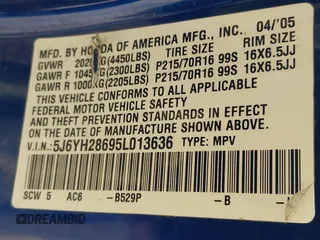 MFD. BY HONDA OF AMERICA MFG., INC. 04/'05
GVWR 2020KG(4450LBS) TIRE SIZE RIM SIZE
GAWR F 1045KG(2300LBS) P215/70R16 99S 16X6.5JJ
GAWR R 1000KG(2205LBS) P215/70R16 99S 16X6.5JJ
THIS VEHICLE CONFORMS TO ALL APPLICABLE
FEDERAL MOTOR VEHICLE SAFETY AND
THEFT PREVENTION STANDARDS IN EFFECT
ON THE DATE OF MANUFACTURE SHOWN ABOVE.
V.I.N.: 5J6YH28695L013636 TYPE: MPV
SCW 5 AC6 -B529P -B -A
DREAMBID